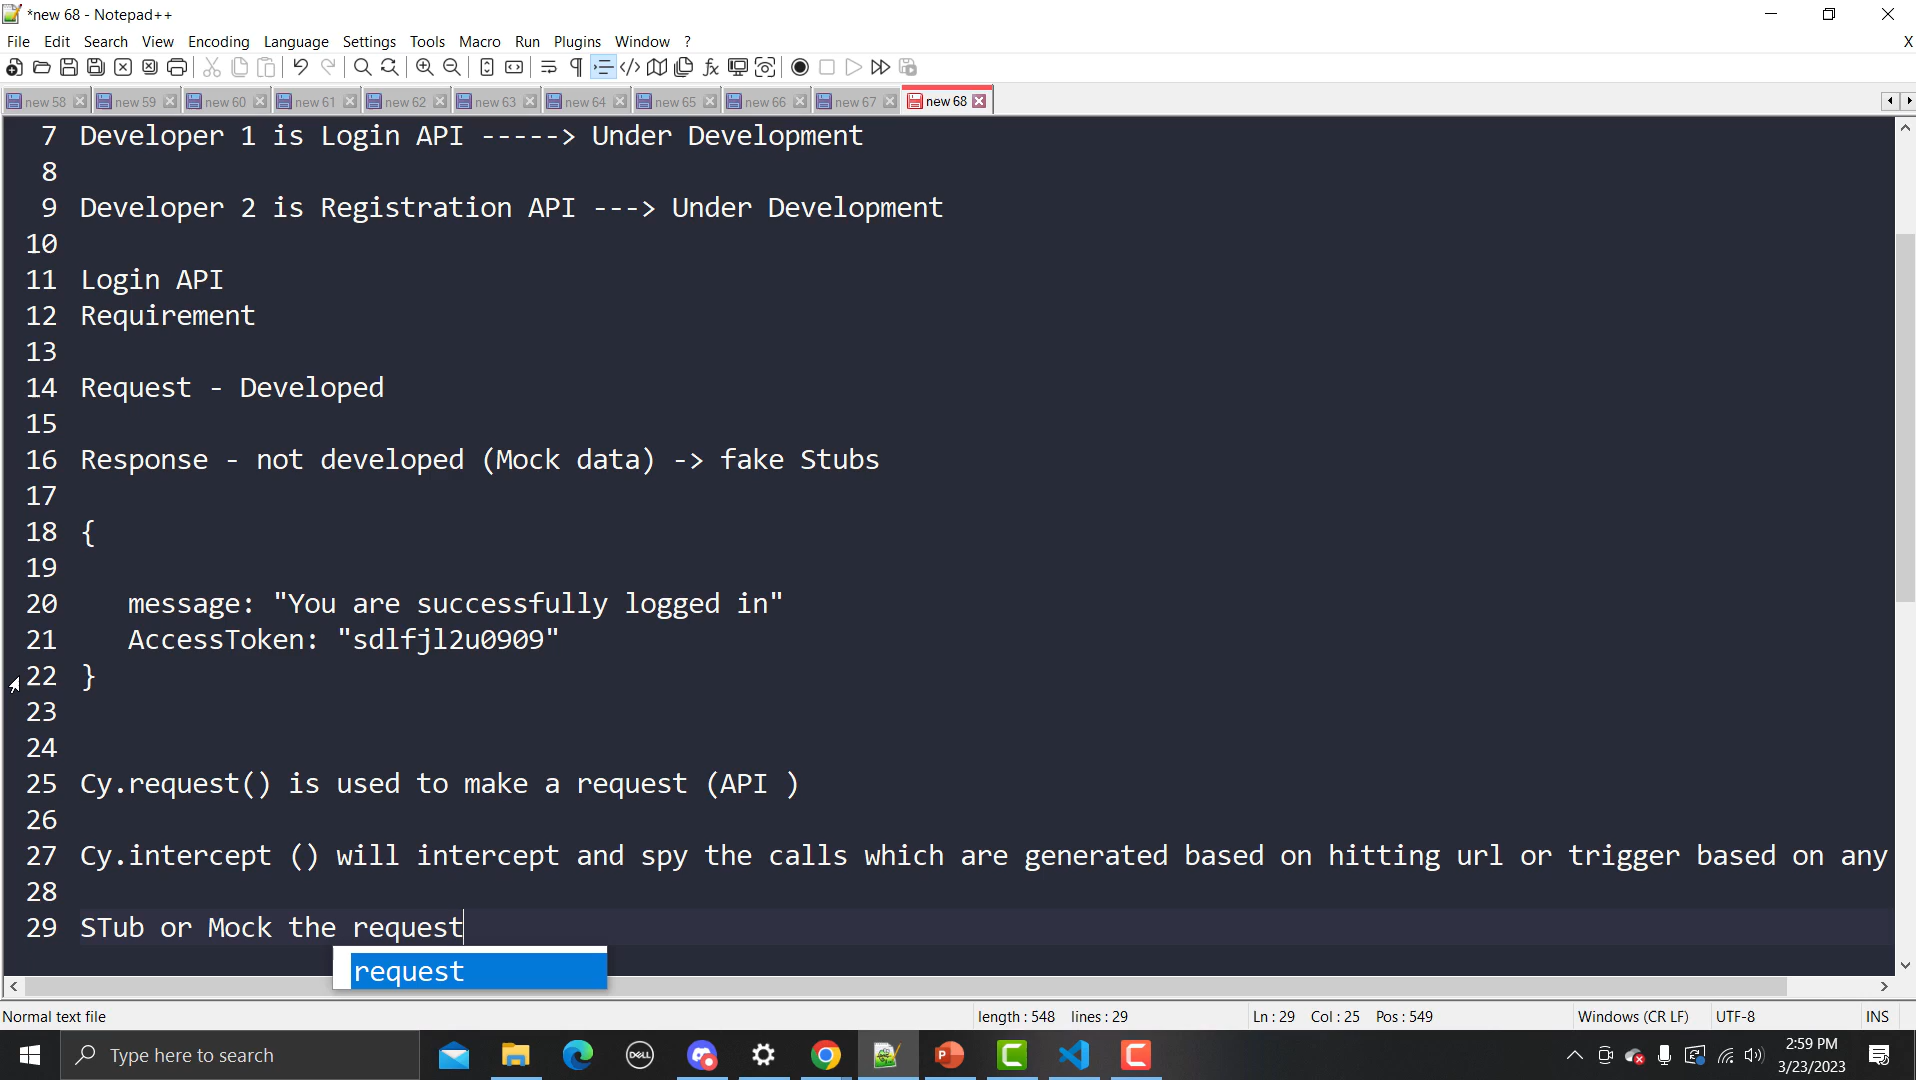 *new 68 - Notepad++
File Edit Search View Encoding Language Settings Tools Macro Run Plugins Window ? X
new 58 new 59 new 60 new 61 new 62 new 63 new 64 new 65 new 66 new 67 new 68
7 Developer 1 is Login API -----> Under Development
8
9 Developer 2 is Registration API ---> Under Development
10
11 Login API
12 Requirement
13
14 Request - Developed
15
16 Response - not developed (Mock data) -> fake Stubs
17
18 {
19
20 message: "You are successfully logged in"
21 AccessToken: "sdlfjl2u0909"
22 }
23
24
25 Cy.request() is used to make a request (API )
26
27 Cy.intercept () will intercept and spy the calls which are generated based on hitting url or trigger based on any
28
29 STub or Mock the request
request
Normal text file length : 548 lines : 29 Ln : 29 Col : 25 Pos : 549 Windows (CR LF) UTF-8 INS
Type here to search DELL 2:59 PM
3/23/2023